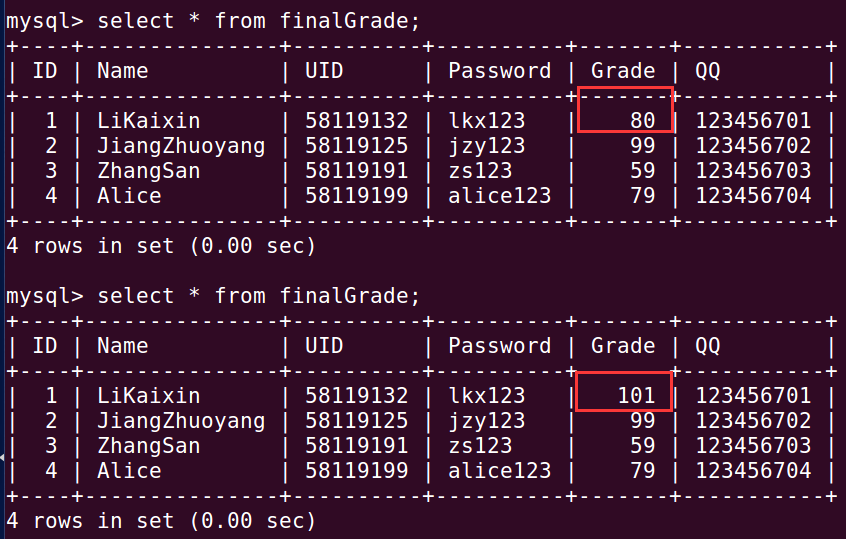 mysql> select * from finalGrade;
+----+---------------+----------+----------+-------+-----------+
| ID | Name          | UID      | Password | Grade | QQ        |
+----+---------------+----------+----------+-------+-----------+
|  1 | LiKaixin      | 58119132 | lkx123   |    80 | 123456701 |
|  2 | JiangZhuoyang | 58119125 | jzy123   |    99 | 123456702 |
|  3 | ZhangSan      | 58119191 | zs123    |    59 | 123456703 |
|  4 | Alice         | 58119199 | alice123 |    79 | 123456704 |
+----+---------------+----------+----------+-------+-----------+
4 rows in set (0.00 sec)
mysql> select * from finalGrade;
+----+---------------+----------+----------+-------+-----------+
| ID | Name          | UID      | Password | Grade | QQ        |
+----+---------------+----------+----------+-------+-----------+
|  1 | LiKaixin      | 58119132 | lkx123   |   101 | 123456701 |
|  2 | JiangZhuoyang | 58119125 | jzy123   |    99 | 123456702 |
|  3 | ZhangSan      | 58119191 | zs123    |    59 | 123456703 |
|  4 | Alice         | 58119199 | alice123 |    79 | 123456704 |
+----+---------------+----------+----------+-------+-----------+
4 rows in set (0.00 sec)